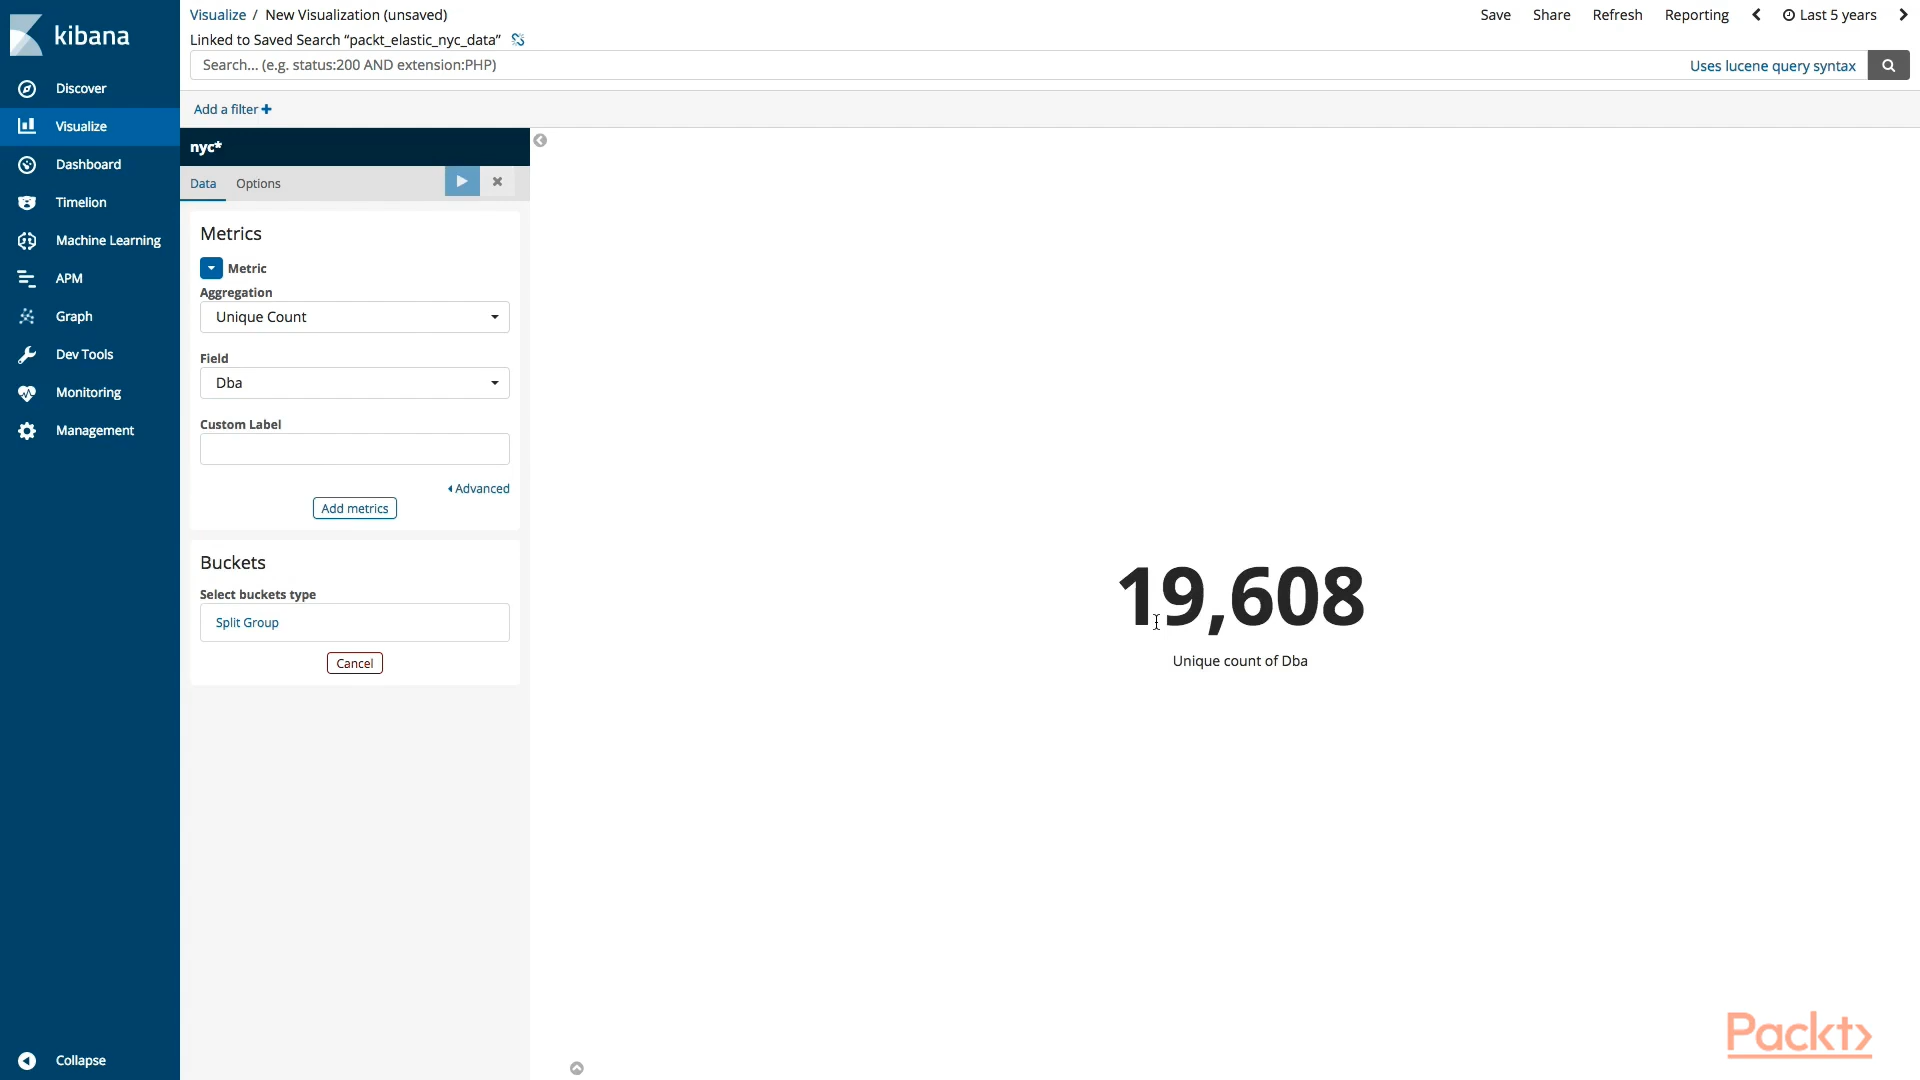 kibana
Discover
Visualize
Dashboard
Timelion
Machine Learning
APM
Graph
Dev Tools
Monitoring
Management
Collapse
Visualize / New Visualization (unsaved)
Save Share Refresh Reporting Last 5 years
Linked to Saved Search “packt_elastic_nyc_data”
Search... (e.g. status:200 AND extension:PHP)
Uses lucene query syntax
Add a filter +
nyc*
Data Options
Metrics
Metric
Aggregation
Unique Count
Field
Dba
Custom Label
Advanced
Add metrics
Buckets
Select buckets type
Split Group
Cancel
19,608
Unique count of Dba
Packt>